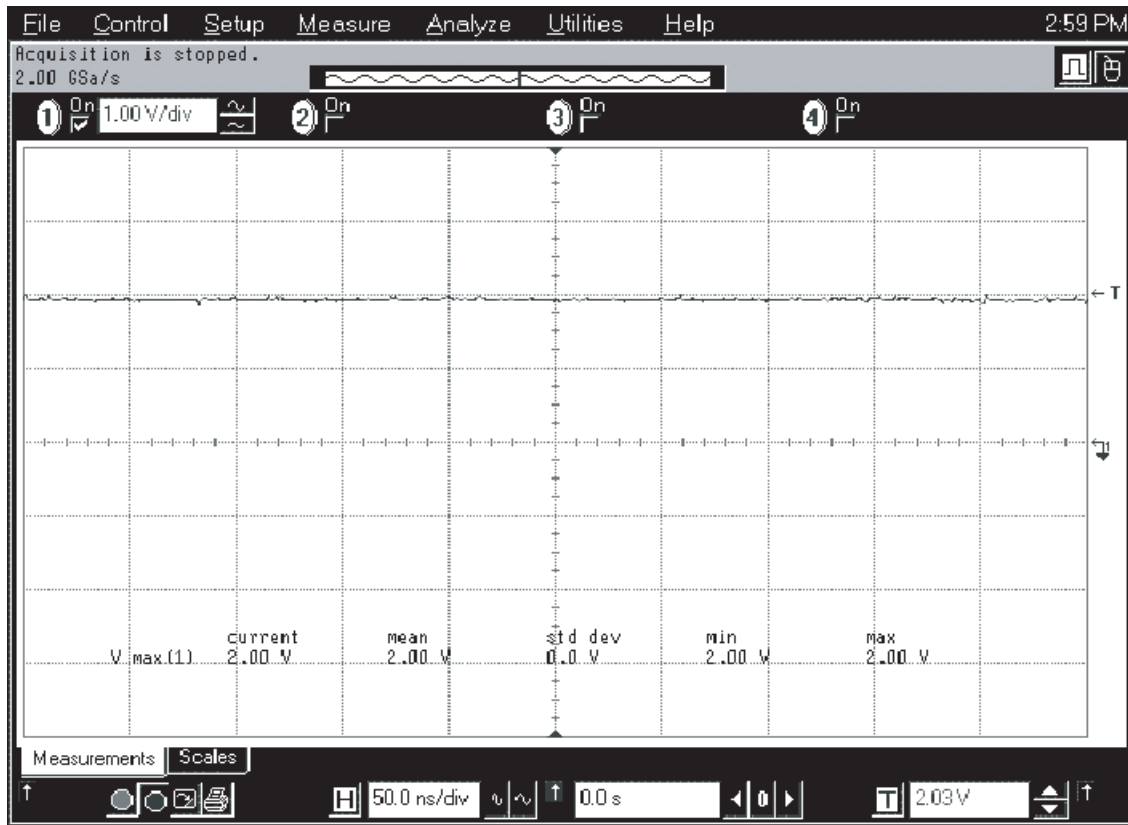 File Control Setup Measure Analyze Utilities Help 2:59 PM
Acquisition is stopped.
2.00 GSa/s
1 On 1.00 V/div 2 On 3 On 4 On
T
1
current mean std dev min max
V max(1) 2.00 V 2.00 V 0.0 V 2.00 V 2.00 V
Measurements Scales
H 50.0 ns/div 0.0 s 0 T 2.03 V